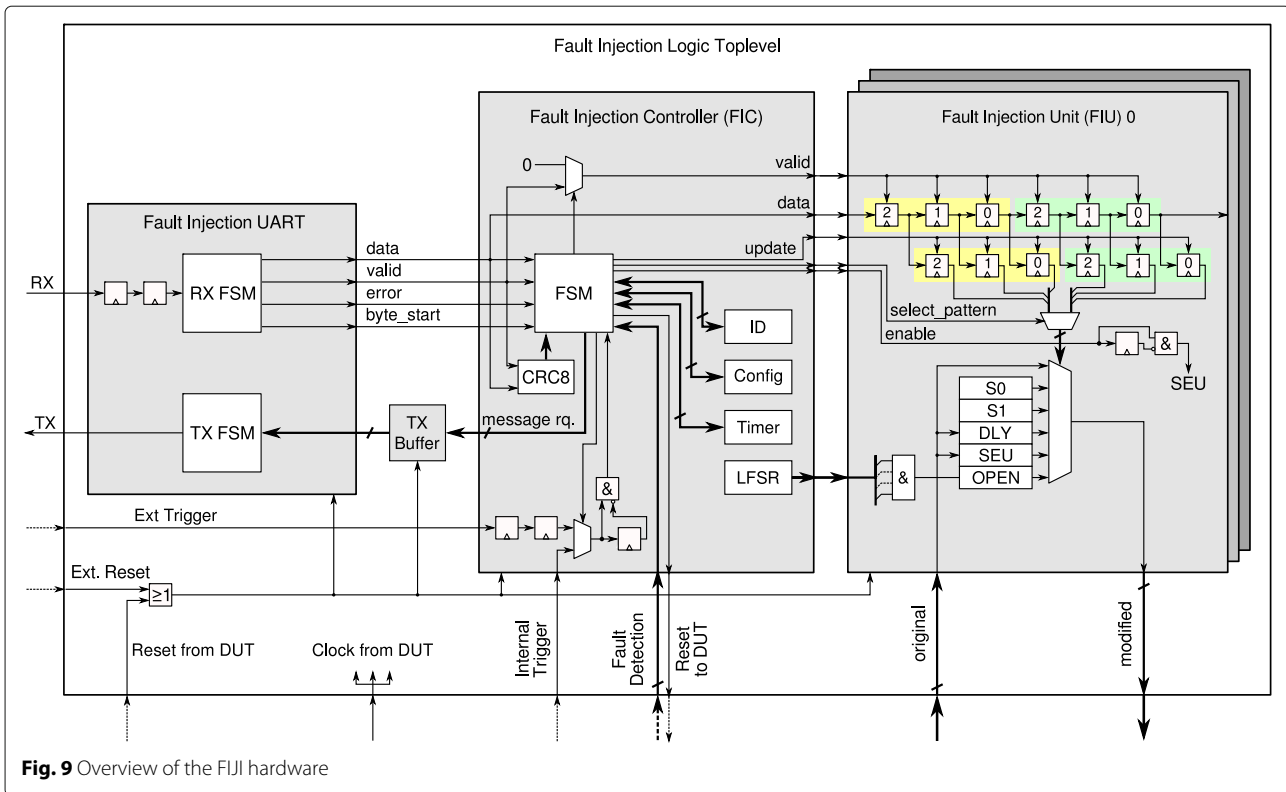 Fault Injection Logic Toplevel
Fault Injection UART
RX
RX FSM
data
valid
error
byte_start
TX
TX FSM
TX
Buffer
Fault Injection Controller (FIC)
0
FSM
CRC8
message rq.
ID
Config
Timer
LFSR
&
Ext Trigger
Ext. Reset
≥1
Reset from DUT
Clock from DUT
Internal
Trigger
Fault
Detection
Reset
to DUT
valid
data
update
select_pattern
enable
Fault Injection Unit (FIU) 0
2 1 0 2 1 0
2 1 0 2 1 0
&
SEU
S0
S1
DLY
SEU
OPEN
&
original
modified
Fig. 9 Overview of the FIJI hardware